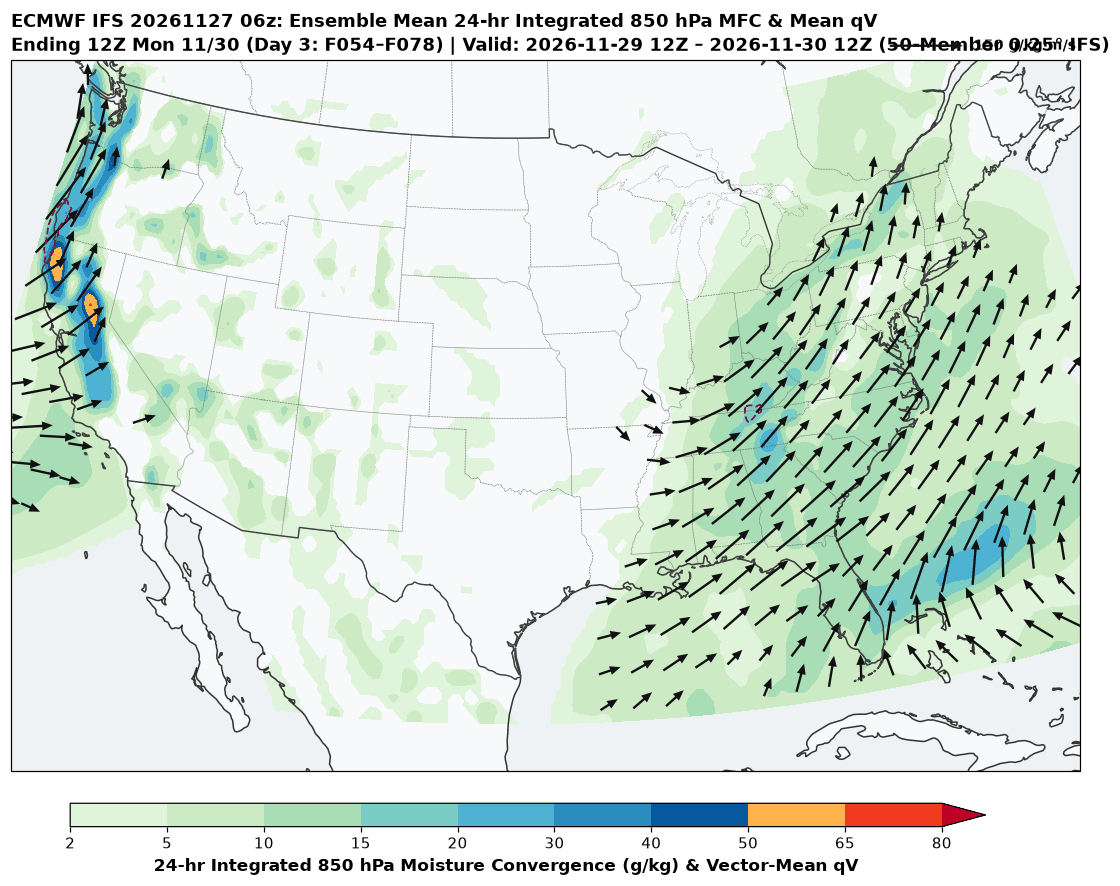 ECMWF IFS 20261127 06z: Ensemble Mean 24-hr Integrated 850 hPa MFC & Mean qV
Ending 12Z Mon 11/30 (Day 3: F054–F078) | Valid: 2026-11-29 12Z – 2026-11-30 12Z (50-Member 0.25° IFS)
150 g/kg·m/s
2 5 10 15 20 30 40 50 65 80
24-hr Integrated 850 hPa Moisture Convergence (g/kg) & Vector-Mean qV